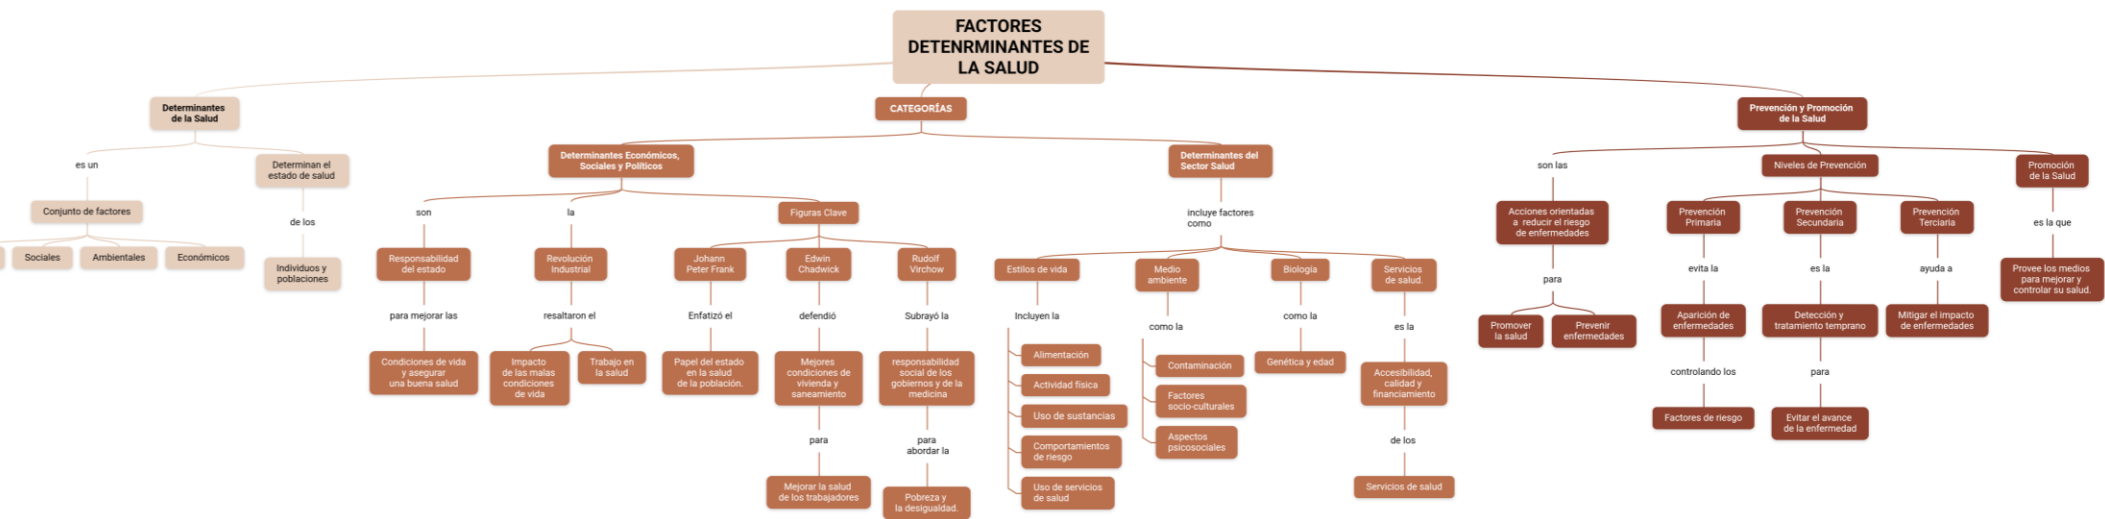 FACTORES
DETENRMINANTES DE
LA SALUD
Determinantes
de la Salud
es un
Conjunto de factores
Sociales
Ambientales
Económicos
Determinan el
estado de salud
de los
Individuos y
poblaciones
CATEGORÍAS
Determinantes Económicos,
Sociales y Políticos
son
Responsabilidad
del estado
para mejorar las
Condiciones de vida
y asegurar
una buena salud
la
Revolución
Industrial
resaltaron el
Impacto
de las malas
condiciones
de vida
Trabajo en
la salud
Figuras Clave
Johann
Peter Frank
Enfatizó el
Papel del estado
en la salud
de la población.
Edwin
Chadwick
defendió
Mejores
condiciones de
vivienda y
saneamiento
para
Mejorar la salud
de los trabajadores
Rudolf
Virchow
Subrayó la
responsabilidad
social de los
gobiernos y de la
medicina
para
abordar la
Pobreza y
la desigualdad.
Determinantes del
Sector Salud
incluye factores
como
Estilos de vida
Incluyen la
Alimentación
Actividad física
Uso de sustancias
Comportamientos
de riesgo
Uso de servicios
de salud
Medio
ambiente
como la
Contaminación
Factores
socio-culturales
Aspectos
psicosociales
Biología
como la
Genética y edad
Servicios
de salud.
es la
Accesibilidad,
calidad y
financiamiento
de los
Servicios de salud
Prevención y Promoción
de la Salud
son las
Acciones orientadas
a reducir el riesgo
de enfermedades
para
Promover
la salud
Prevenir
enfermedades
Niveles de Prevención
Prevención
Primaria
evita la
Aparición de
enfermedades
controlando los
Factores de riesgo
Prevención
Secundaria
es la
Detección y
tratamiento temprano
para
Evitar el avance
de la enfermedad
Prevención
Terciaria
ayuda a
Mitigar el impacto
de enfermedades
Promoción
de la Salud
es la que
Provee los medios
para mejorar y
controlar su salud.